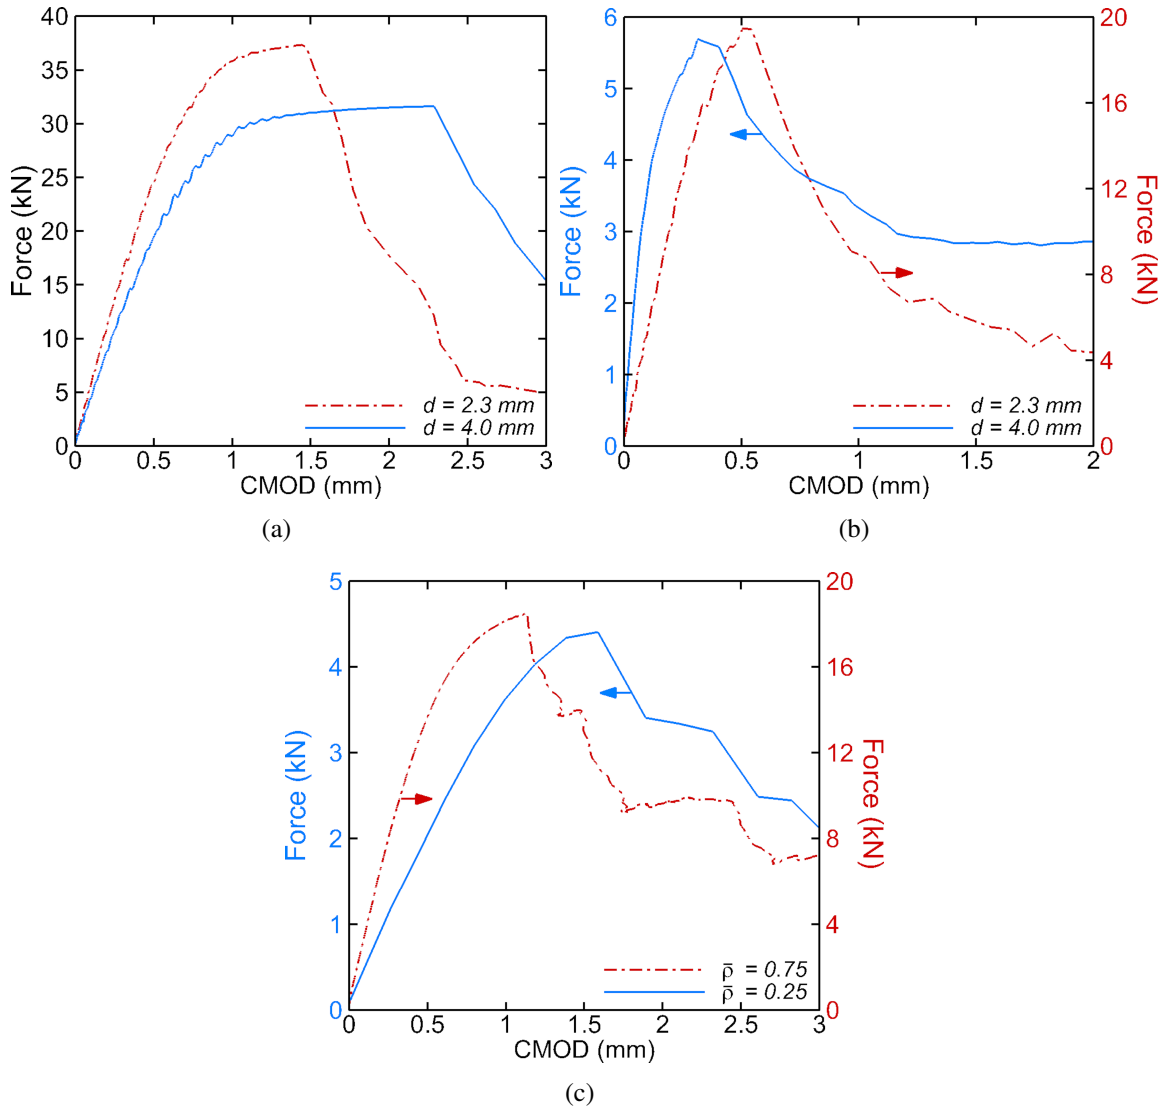 40
35
30
25
20
15
10
5
0
Force (kN)
0 0.5 1 1.5 2 2.5 3
CMOD (mm)
d = 2.3 mm
d = 4.0 mm
(a)
6
5
4
3
2
1
0
Force (kN)
20
16
12
8
4
0
Force (kN)
0 0.5 1 1.5 2
CMOD (mm)
d = 2.3 mm
d = 4.0 mm
(b)
5
4
3
2
1
0
Force (kN)
20
16
12
8
4
0
Force (kN)
0 0.5 1 1.5 2 2.5 3
CMOD (mm)
ρ̄ = 0.75
ρ̄ = 0.25
(c)